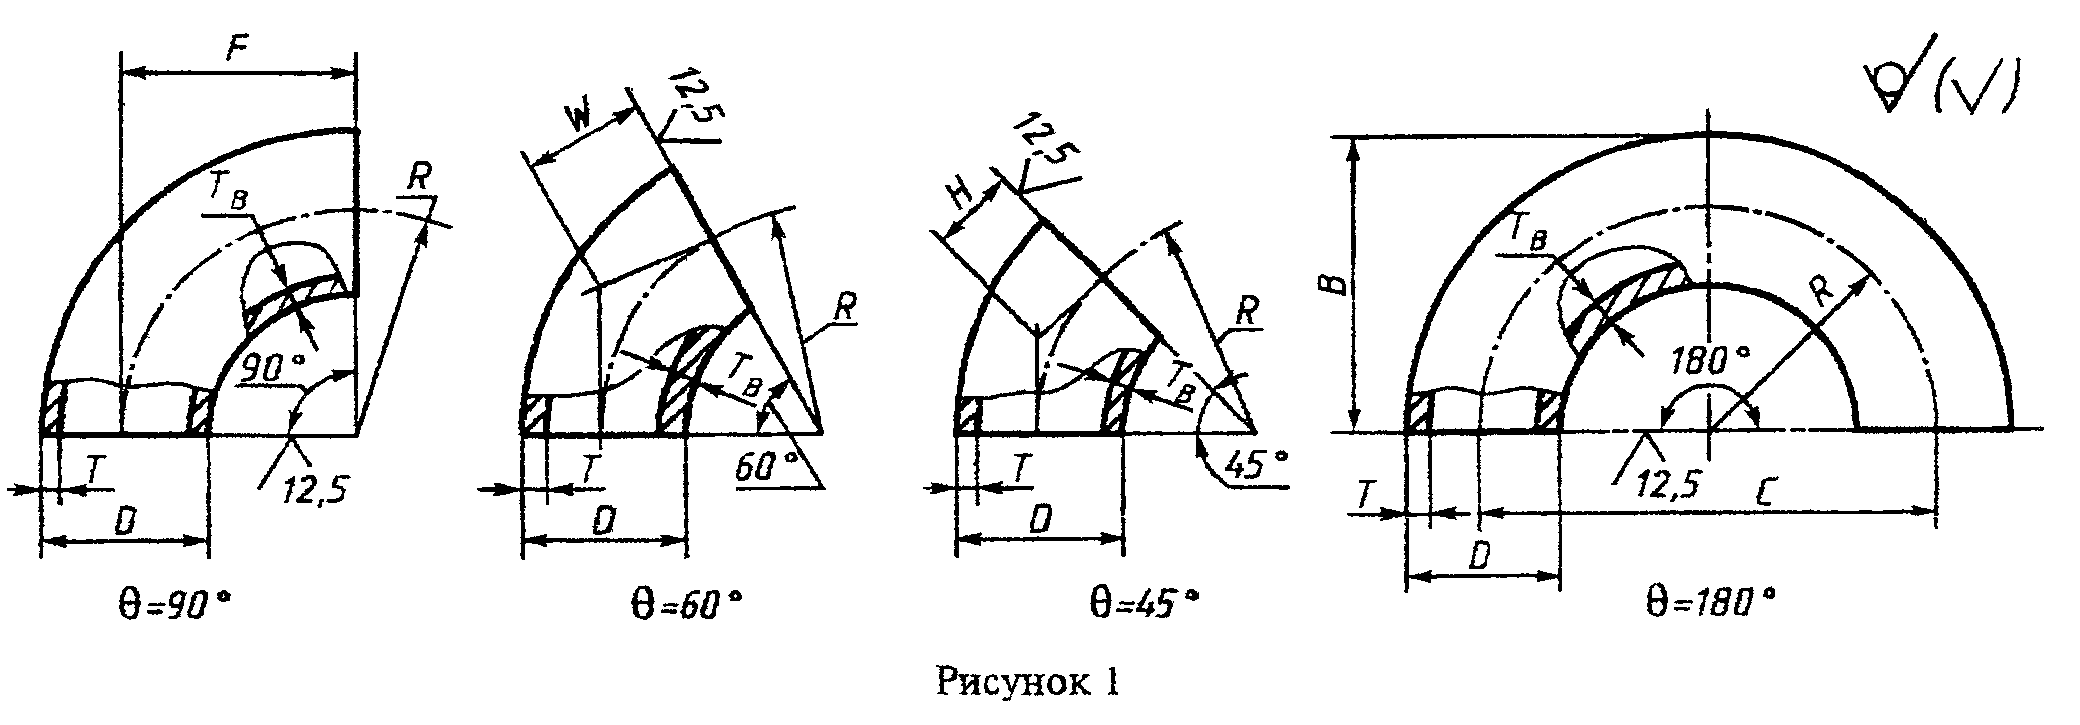 F
R
T_B
90°
12,5
T
D
θ=90°
W
12,5
R
T_B
60°
T
D
θ=60°
H
12,5
R
T_B
45°
T
D
θ=45°
(√)
B
T_B
R
180°
12,5
T
C
D
θ=180°
Рисунок 1